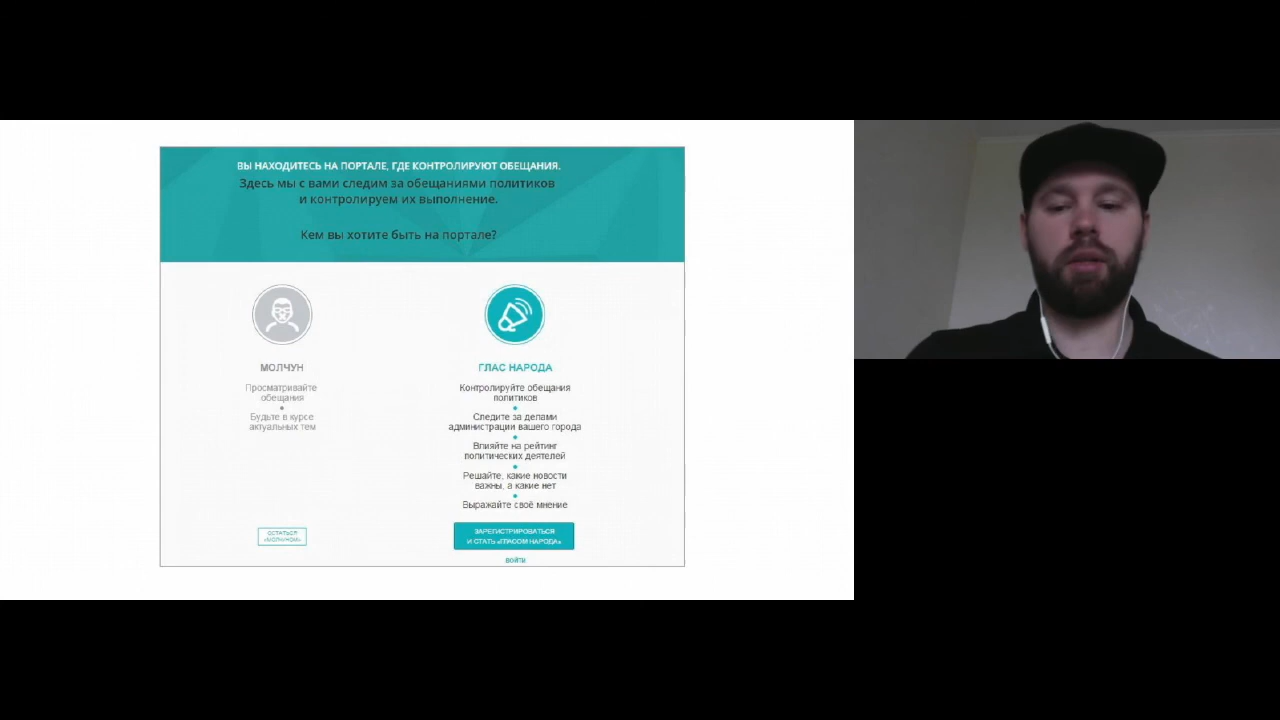 ВЫ НАХОДИТЕСЬ НА ПОРТАЛЕ, ГДЕ КОНТРОЛИРУЮТ ОБЕЩАНИЯ.
Здесь мы с вами следим за обещаниями политиков
и контролируем их выполнение.
Кем вы хотите быть на портале?
МОЛЧУН
Просматривайте
обещания
Будьте в курсе
актуальных тем
ОСТАТЬСЯ
«МОЛЧУНОМ»
ГЛАС НАРОДА
Контролируйте обещания
политиков
Следите за делами
администрации вашего города
Влияйте на рейтинг
политических деятелей
Решайте, какие новости
важны, а какие нет
Выражайте своё мнение
ЗАРЕГИСТРИРОВАТЬСЯ
И СТАТЬ «ГЛАСОМ НАРОДА»
ВОЙТИ